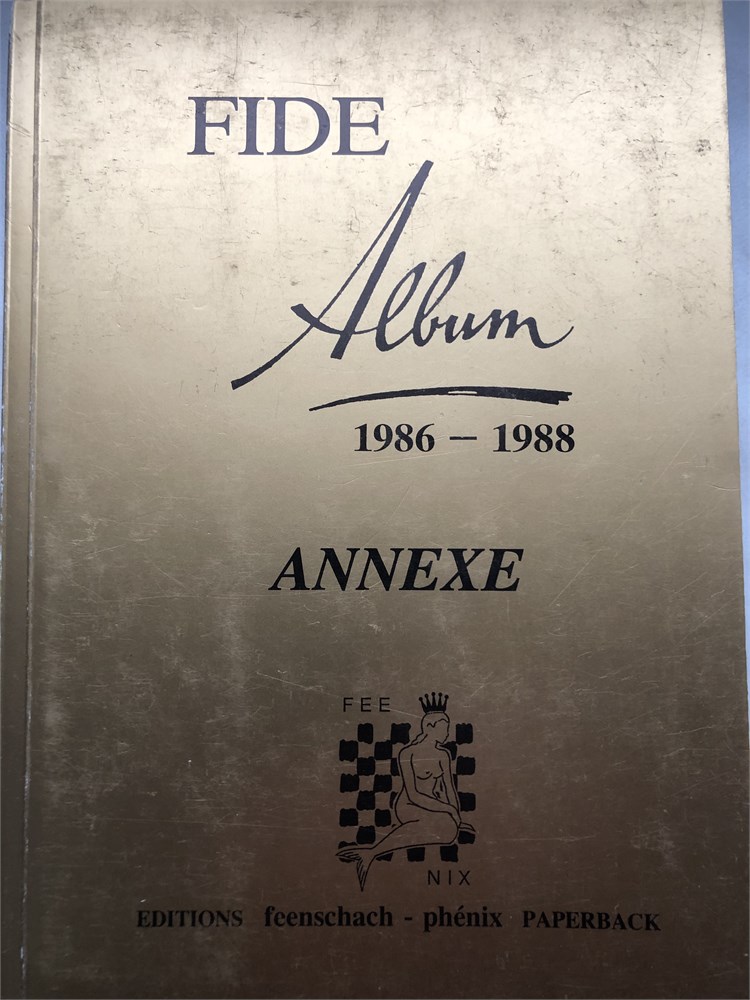 FIDE
Album
1986 – 1988
ANNEXE
FEE
NIX
EDITIONS feenschach - phénix PAPERBACK